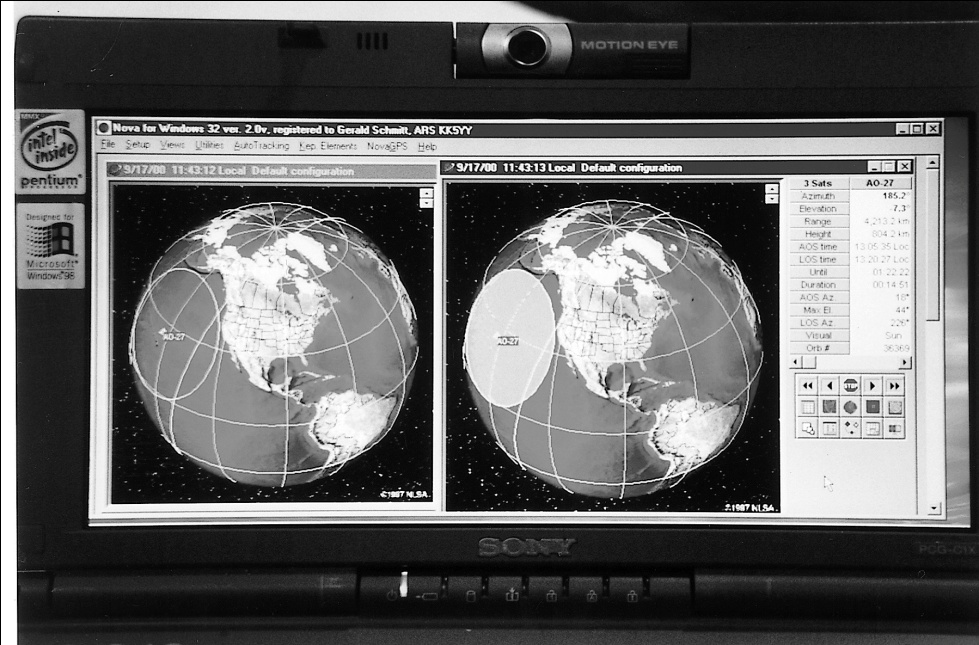 MOTION EYE
MMX
intel inside
pentium
Designed for
Microsoft
Windows 98
Nova for Windows 32 ver. 2.0v, registered to Gerald Schmitt, ARS KK5YY
File Setup Views Utilities AutoTracking Kep. Elements NovaGPS Help
9/17/00 11:43:12 Local Default configuration
AO-27
©1997 NLSA.
9/17/00 11:43:13 Local Default configuration
AO-27
©1997 NLSA.
3 Sats AO-27
Azimuth 185.2°
Elevation -7.3°
Range 4,213.2 km
Height 804.2 km
AOS time 13:05:35 Loc
LOS time 13:20:27 Loc
Until 01:22:22
Duration 00:14:51
AOS Az. 18°
Max El. 44°
LOS Az. 226°
Visual Sun
Orb # 36369
STOP
SONY
PCG-C1X